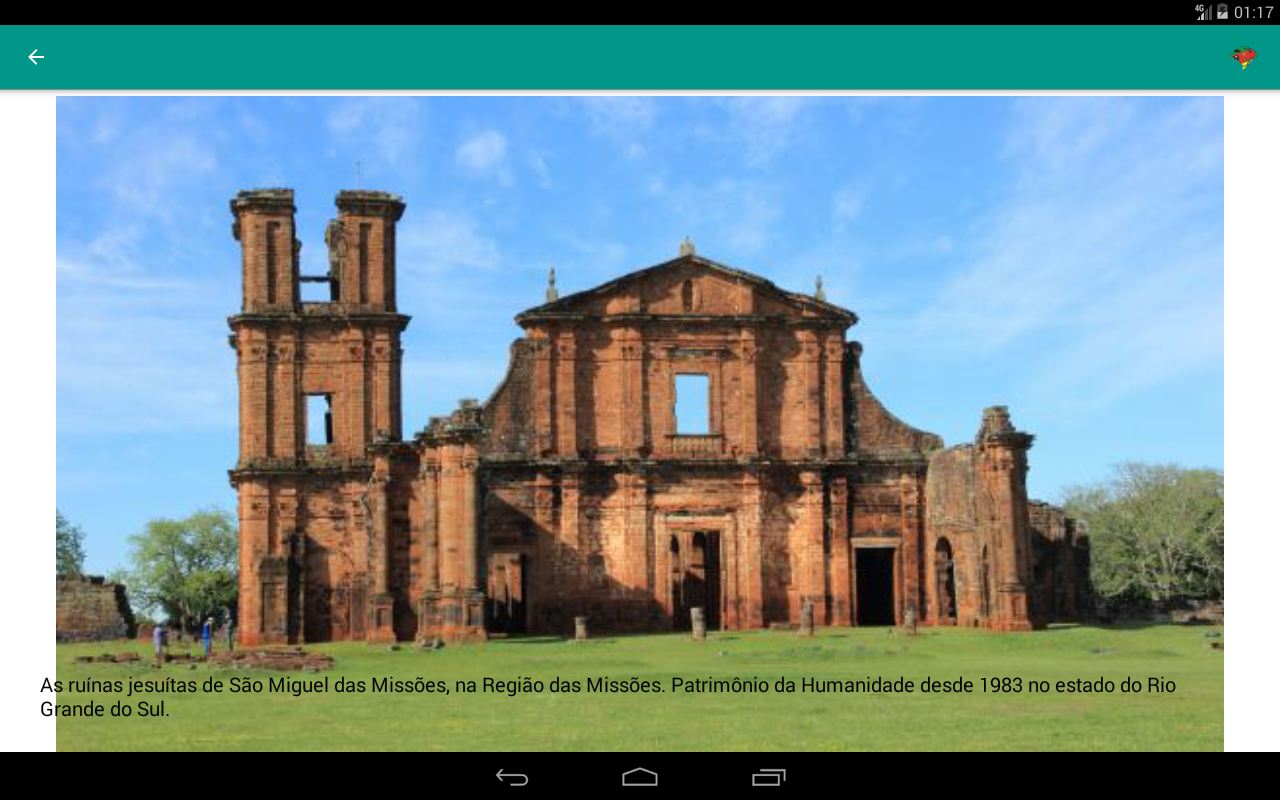 01:17
4G
As ruínas jesuítas de São Miguel das Missões, na Região das Missões. Patrimônio da Humanidade desde 1983 no estado do Rio
Grande do Sul.